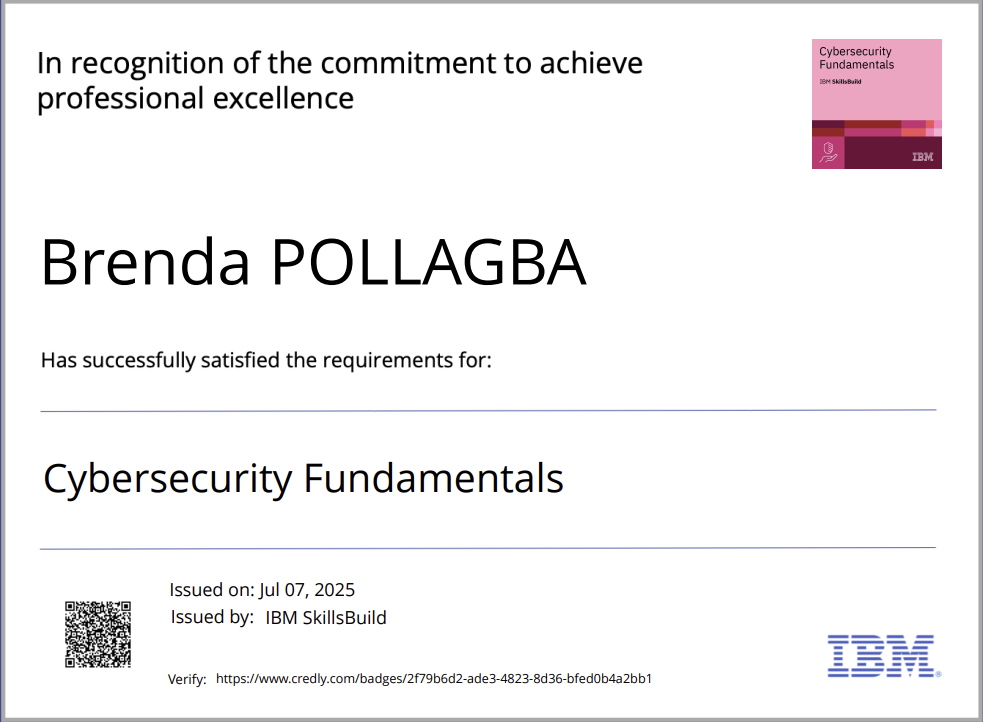 In recognition of the commitment to achieve
professional excellence
Cybersecurity
Fundamentals
IBM SkillsBuild
IBM
Brenda POLLAGBA
Has successfully satisfied the requirements for:
Cybersecurity Fundamentals
Issued on: Jul 07, 2025
Issued by: IBM SkillsBuild
Verify: https://www.credly.com/badges/2f79b6d2-ade3-4823-8d36-bfed0b4a2bb1
IBM®